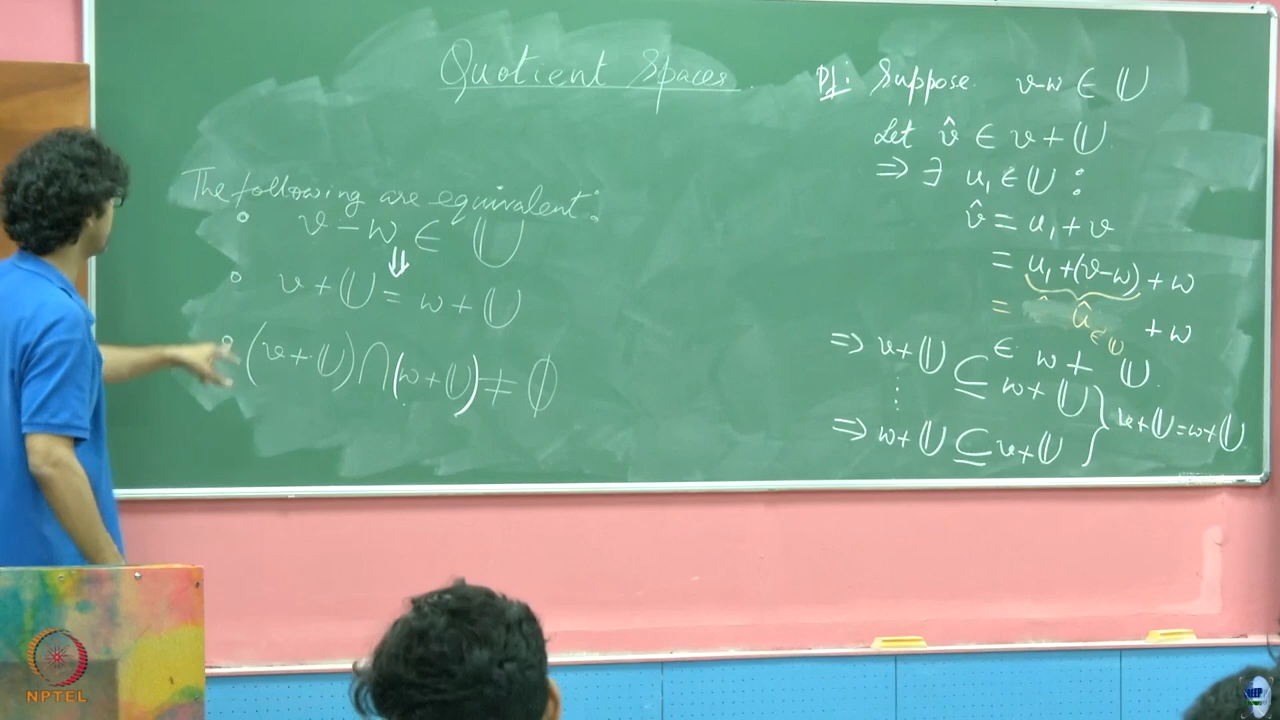 Quotient Spaces
The following are equivalent:
∘ v − w ∈ 𝕌
⇓
∘ v + 𝕌 = w + 𝕌
∘ (v + 𝕌) ∩ (w + 𝕌) ≠ ∅
Pf: Suppose v-w ∈ 𝕌
Let v̂ ∈ v + 𝕌
⇒ ∃ u₁ ∈ 𝕌 :
v̂ = u₁ + v
= u₁ + (v-w) + w
= û ∈ 𝕌 + w
∈ w + 𝕌
⇒ v + 𝕌 ⊆ w + 𝕌
⋮
⇒ w + 𝕌 ⊆ v + 𝕌 } v + 𝕌 = w + 𝕌
NPTEL